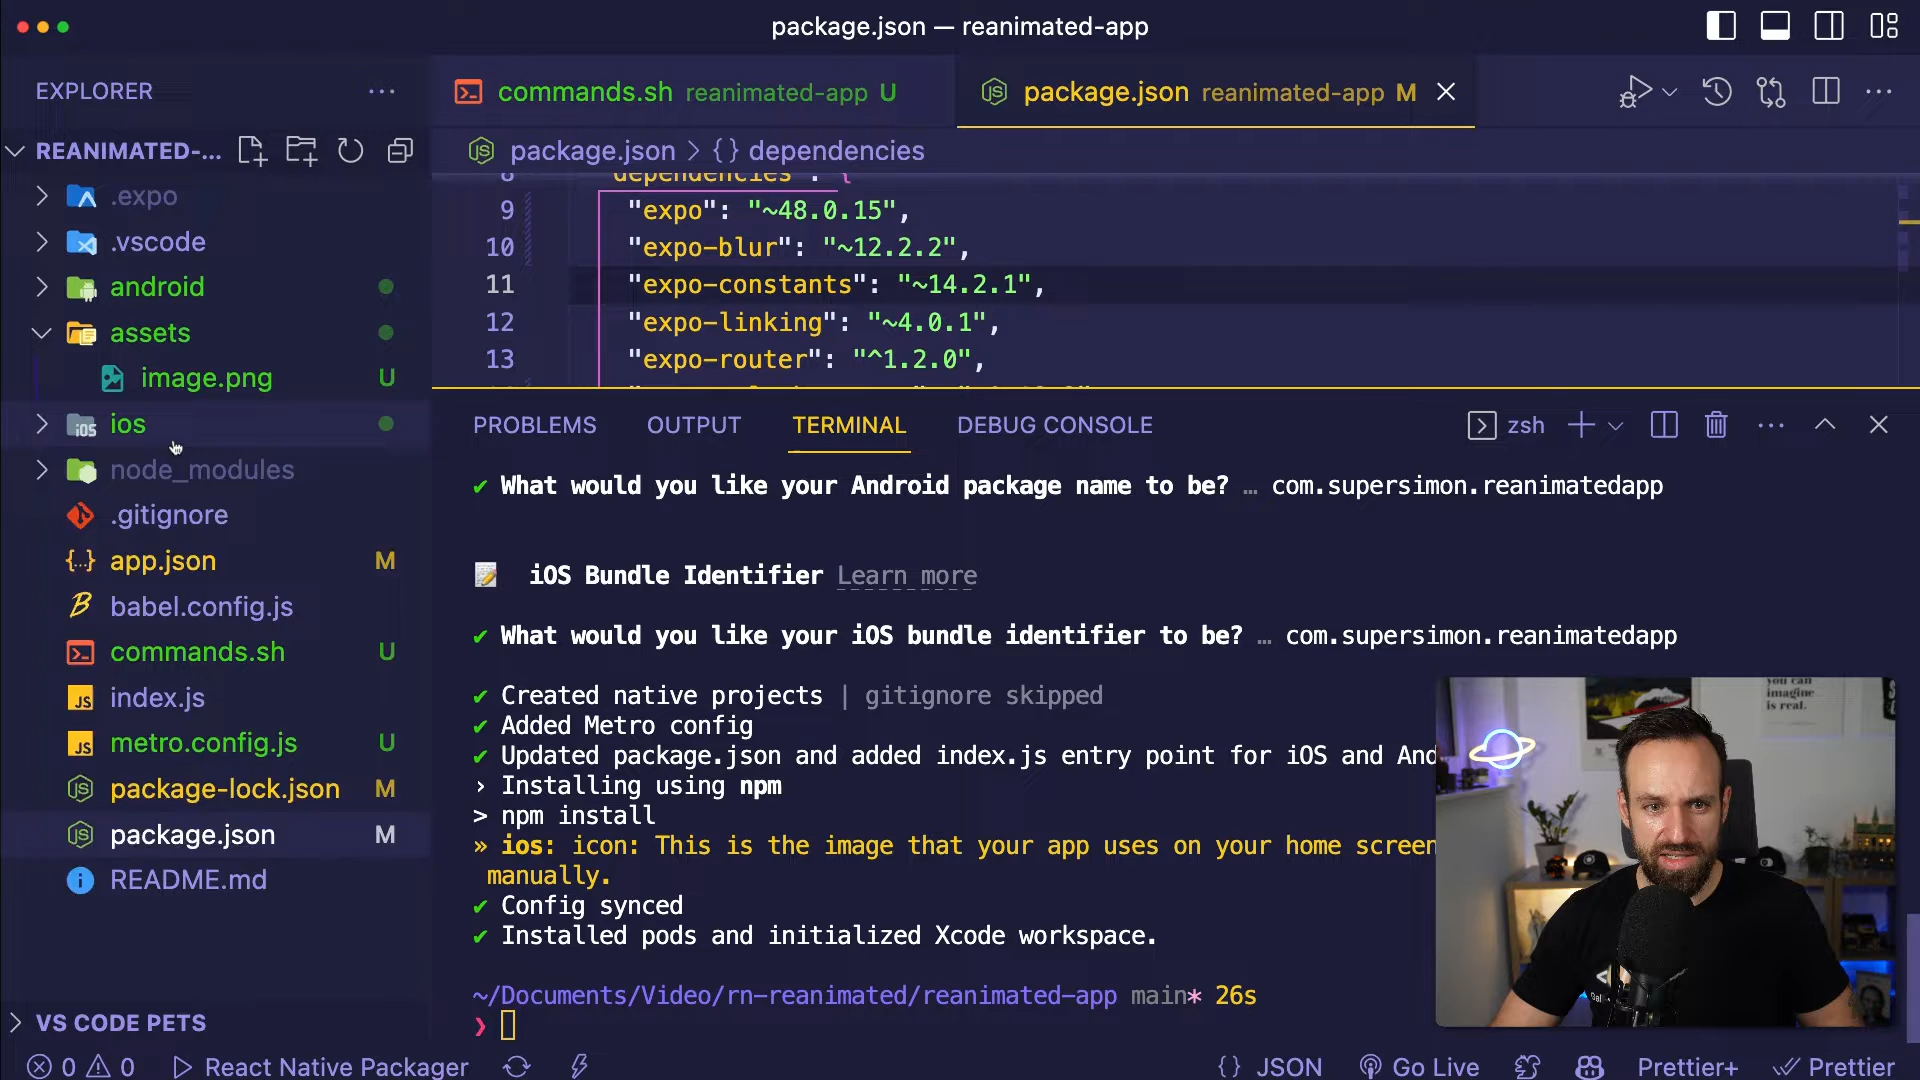 package.json — reanimated-app
EXPLORER
commands.sh reanimated-app U
package.json reanimated-app M
REANIMATED-...
package.json > {} dependencies
.expo
.vscode
android
assets
image.png U
ios
node_modules
.gitignore
app.json M
babel.config.js
commands.sh U
index.js
metro.config.js U
package-lock.json M
package.json M
README.md
VS CODE PETS
8 "dependencies": {
9 "expo": "~48.0.15",
10 "expo-blur": "~12.2.2",
11 "expo-constants": "~14.2.1",
12 "expo-linking": "~4.0.1",
13 "expo-router": "^1.2.0",
PROBLEMS OUTPUT TERMINAL DEBUG CONSOLE
zsh
✔ What would you like your Android package name to be? … com.supersimon.reanimatedapp
📝 iOS Bundle Identifier Learn more
✔ What would you like your iOS bundle identifier to be? … com.supersimon.reanimatedapp
✔ Created native projects | gitignore skipped
✔ Added Metro config
✔ Updated package.json and added index.js entry point for iOS and And
› Installing using npm
> npm install
» ios: icon: This is the image that your app uses on your home screen
manually.
✔ Config synced
✔ Installed pods and initialized Xcode workspace.
~/Documents/Video/rn-reanimated/reanimated-app main* 26s
❯
you can
imagine
is real.
0 0 React Native Packager
{} JSON Go Live Prettier+ Prettier